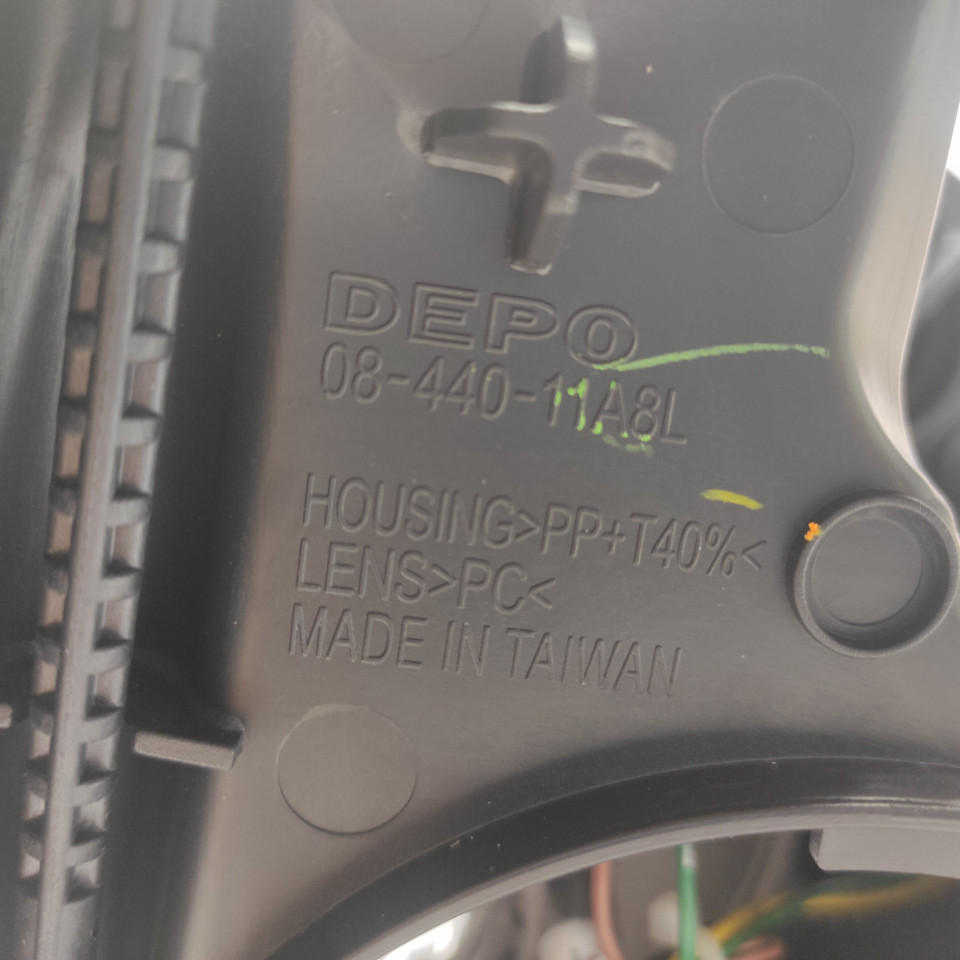 DEPO
08-440-11A8L
HOUSING>PP+T40%<
LENS>PC<
MADE IN TAIWAN